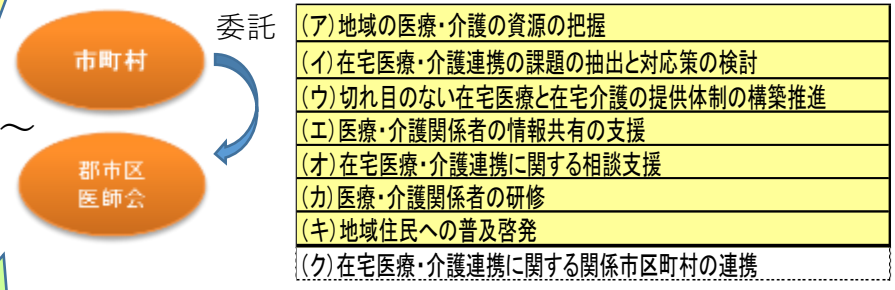 委託
市町村
～
郡市区
医師会
(ア)地域の医療・介護の資源の把握
(イ)在宅医療・介護連携の課題の抽出と対応策の検討
(ウ)切れ目のない在宅医療と在宅介護の提供体制の構築推進
(エ)医療・介護関係者の情報共有の支援
(オ)在宅医療・介護連携に関する相談支援
(カ)医療・介護関係者の研修
(キ)地域住民への普及啓発
(ク)在宅医療・介護連携に関する関係市区町村の連携